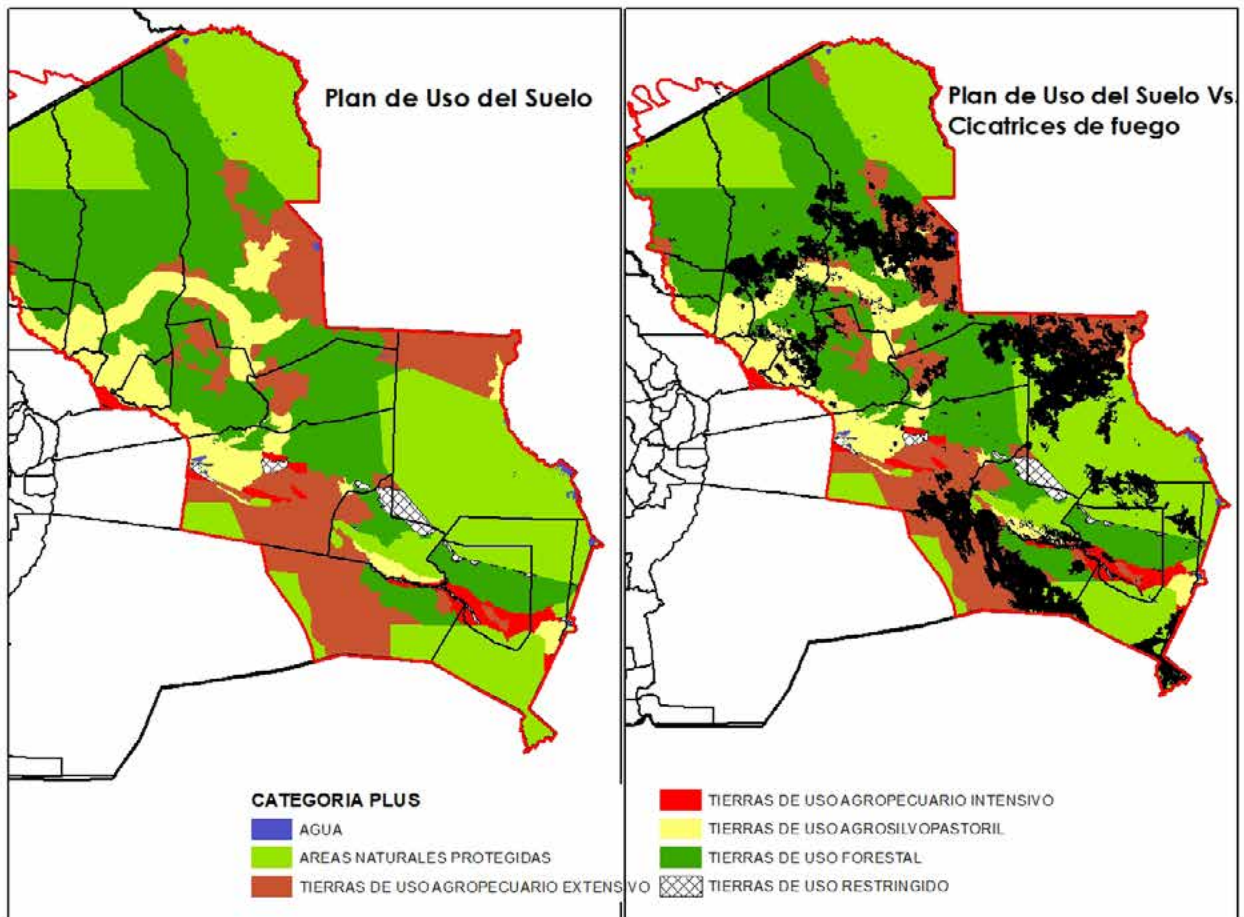 Plan de Uso del Suelo
Plan de Uso del Suelo Vs.
Cicatrices de fuego
CATEGORIA PLUS
AGUA
AREAS NATURALES PROTEGIDAS
TIERRAS DE USO AGROPECUARIO EXTENSIVO
TIERRAS DE USO AGROPECUARIO INTENSIVO
TIERRAS DE USO AGROSILVOPASTORIL
TIERRAS DE USO FORESTAL
TIERRAS DE USO RESTRINGIDO